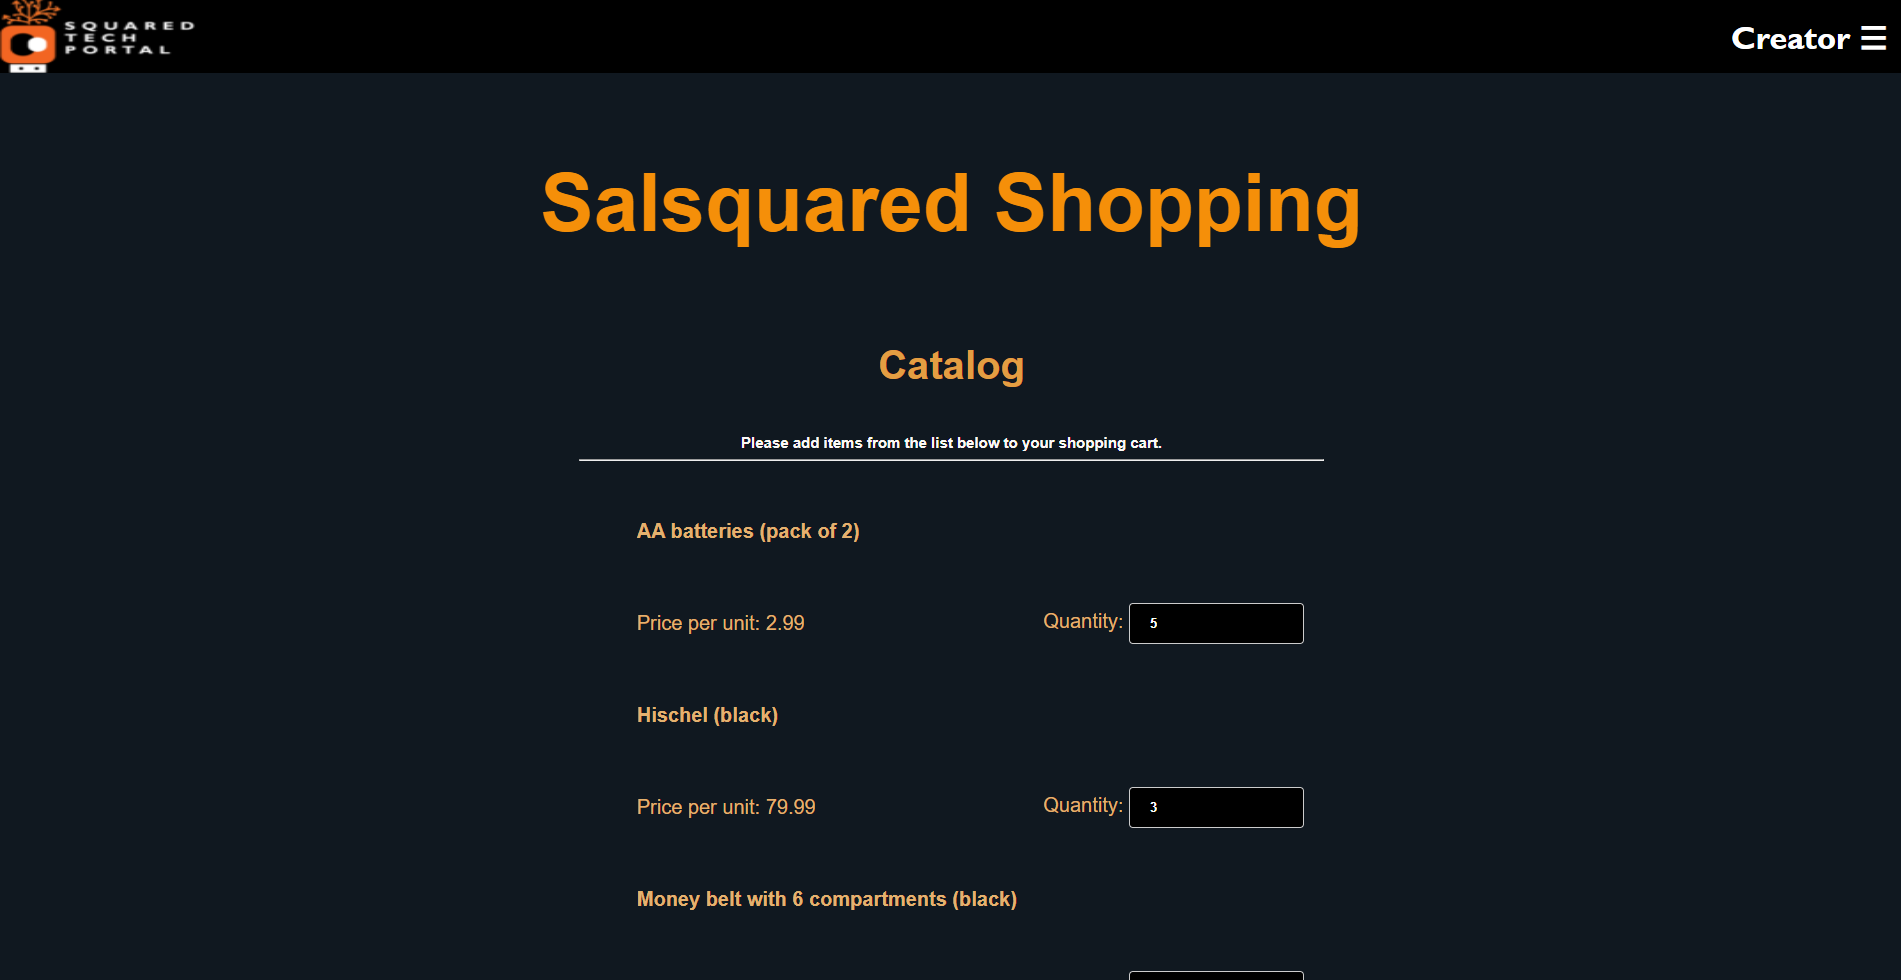 SQUARED
TECH
PORTAL
Creator ☰
Salsquared Shopping
Catalog
Please add items from the list below to your shopping cart.
AA batteries (pack of 2)
Price per unit: 2.99 Quantity: 5
Hischel (black)
Price per unit: 79.99 Quantity: 3
Money belt with 6 compartments (black)